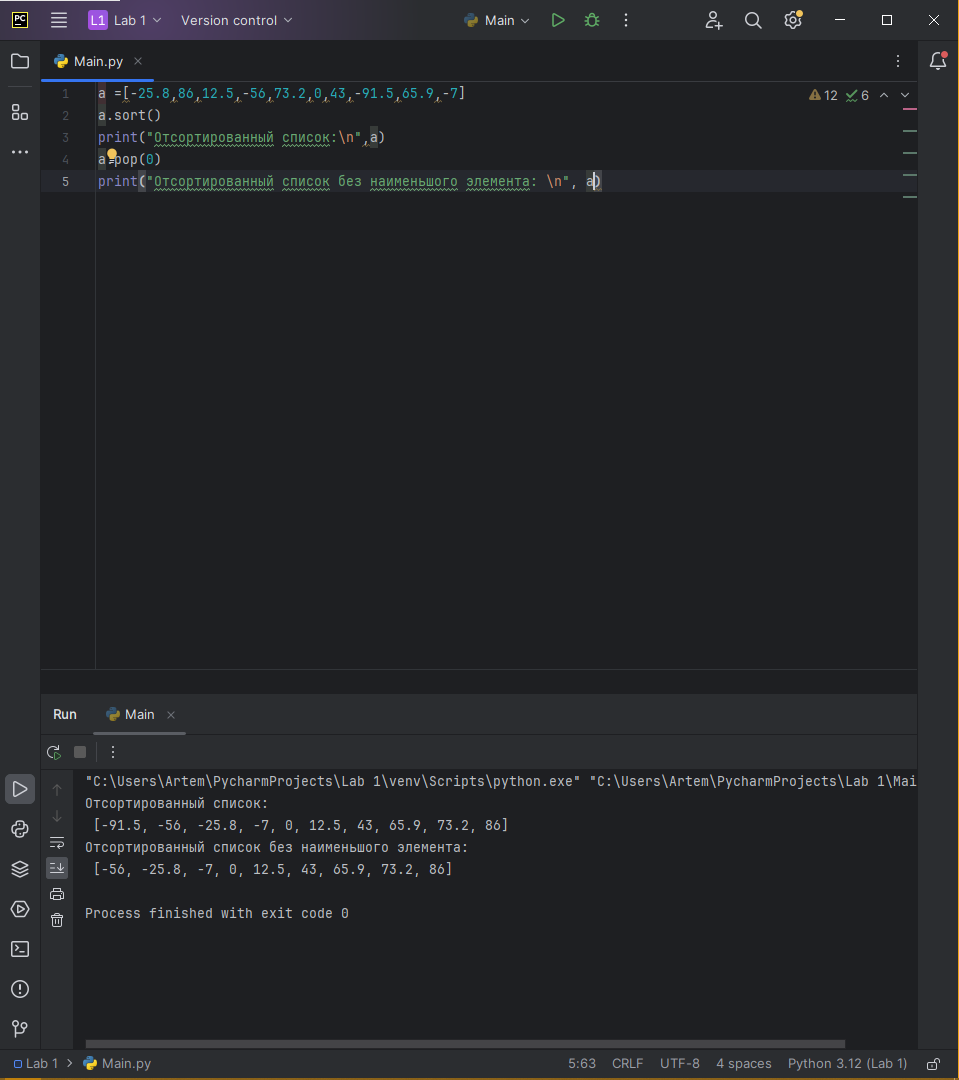 PC L1 Lab 1 Version control Main
Main.py
12 6
1 a =[-25.8,86,12.5,-56,73.2,0,43,-91.5,65.9,-7]
2 a.sort()
3 print("Отсортированный список:\n",a)
4 a.pop(0)
5 print("Отсортированный список без наименьшого элемента: \n", a)
Run Main
"C:\Users\Artem\PycharmProjects\Lab 1\venv\Scripts\python.exe" "C:\Users\Artem\PycharmProjects\Lab 1\Mai
Отсортированный список:
[-91.5, -56, -25.8, -7, 0, 12.5, 43, 65.9, 73.2, 86]
Отсортированный список без наименьшого элемента:
[-56, -25.8, -7, 0, 12.5, 43, 65.9, 73.2, 86]
Process finished with exit code 0
Lab 1 Main.py 5:63 CRLF UTF-8 4 spaces Python 3.12 (Lab 1)